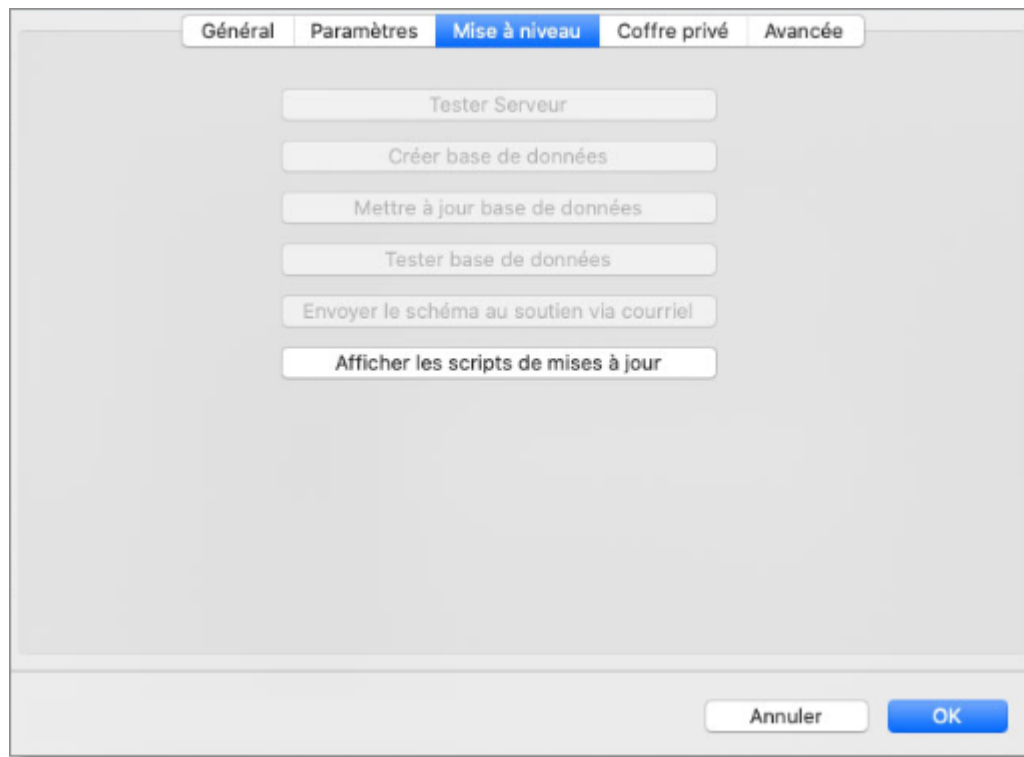 Général Paramètres Mise à niveau Coffre privé Avancée
Tester Serveur
Créer base de données
Mettre à jour base de données
Tester base de données
Envoyer le schéma au soutien via courriel
Afficher les scripts de mises à jour
Annuler OK